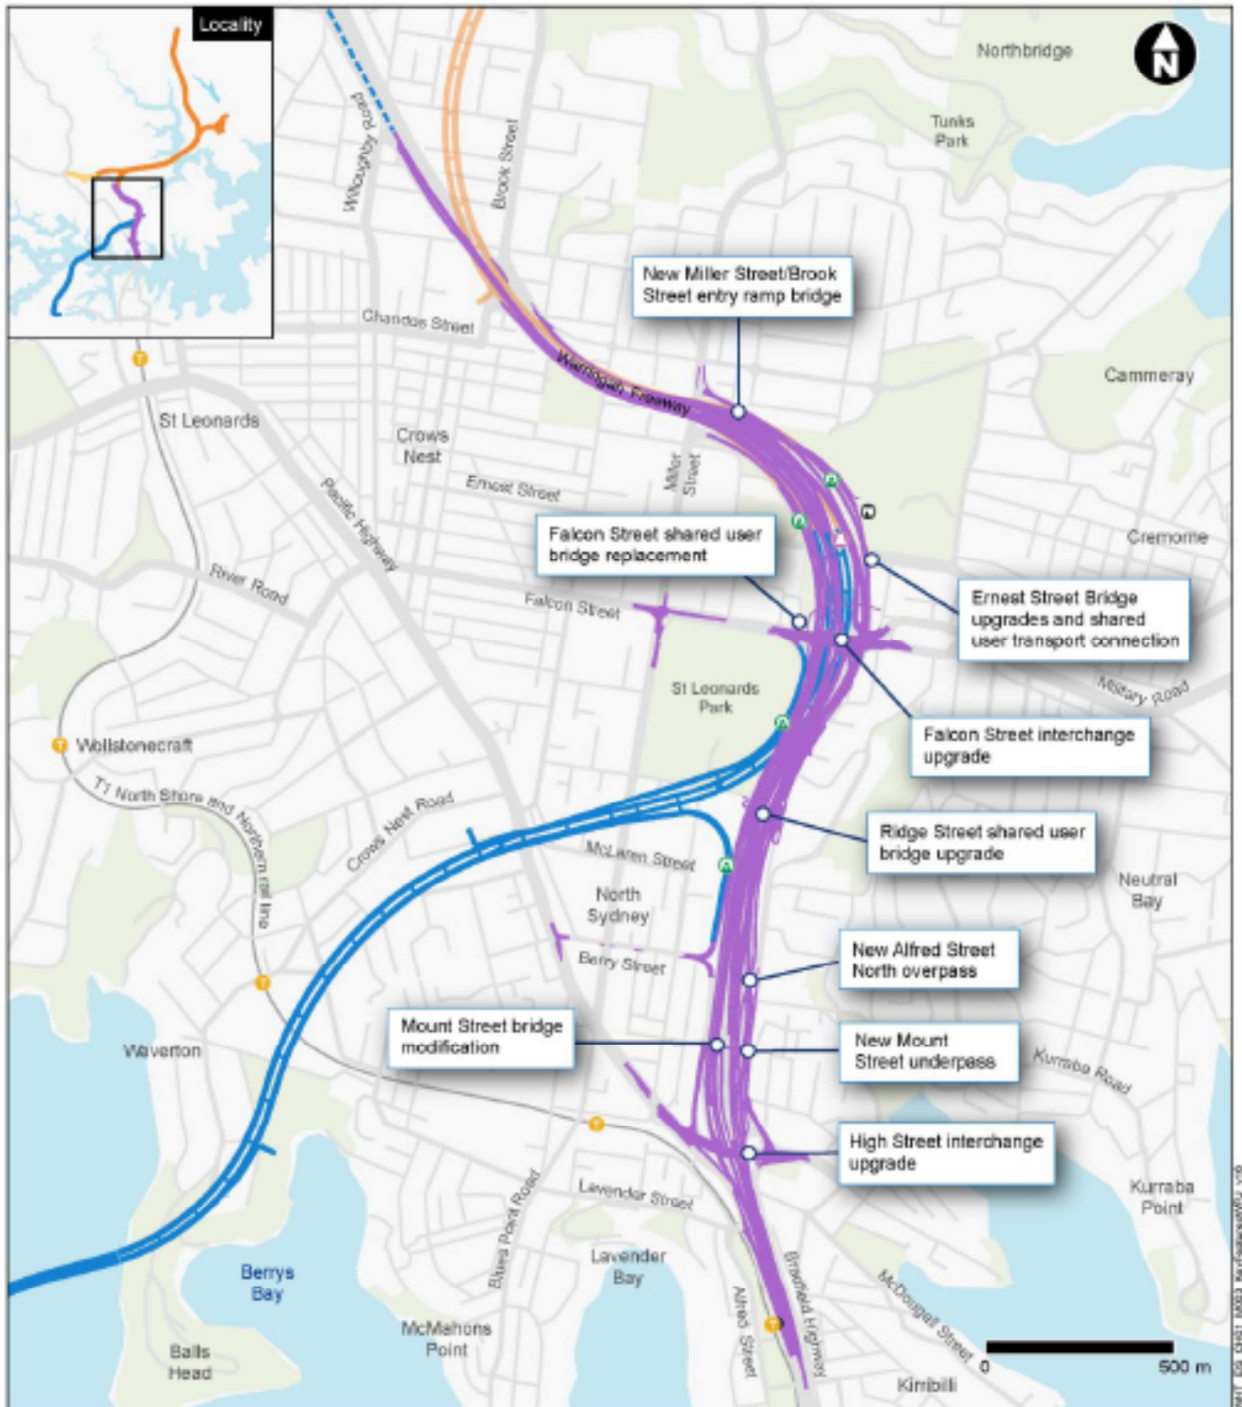 Locality
N
Northbridge
Tunks
Park
Willoughby Road
Brook Street
New Miller Street/Brook
Street entry ramp bridge
Chandos Street
Warringah Freeway
Cammeray
St Leonards
Crows
Nest
Miller
Street
Ernest Street
Pacific Highway
Falcon Street shared user
bridge replacement
Cremorne
River Road
Falcon Street
Ernest Street Bridge
upgrades and shared
user transport connection
St Leonards
Park
Military Road
Wollstonecraft
Falcon Street interchange
upgrade
T1 North Shore and Northern rail line
Crows Nest Road
Ridge Street shared user
bridge upgrade
McLaren Street
North
Sydney
Neutral
Bay
New Alfred Street
North overpass
Berry Street
Mount Street bridge
modification
Waverton
New Mount
Street underpass
Kurraba Road
High Street interchange
upgrade
Lavender Street
Kurraba
Point
Blues Point Road
Lavender
Bay
Berrys
Bay
Bradfield Highway
Alfred Street
McDougall Street
McMahons
Point
Balls
Head
0 500 m
Kirribilli